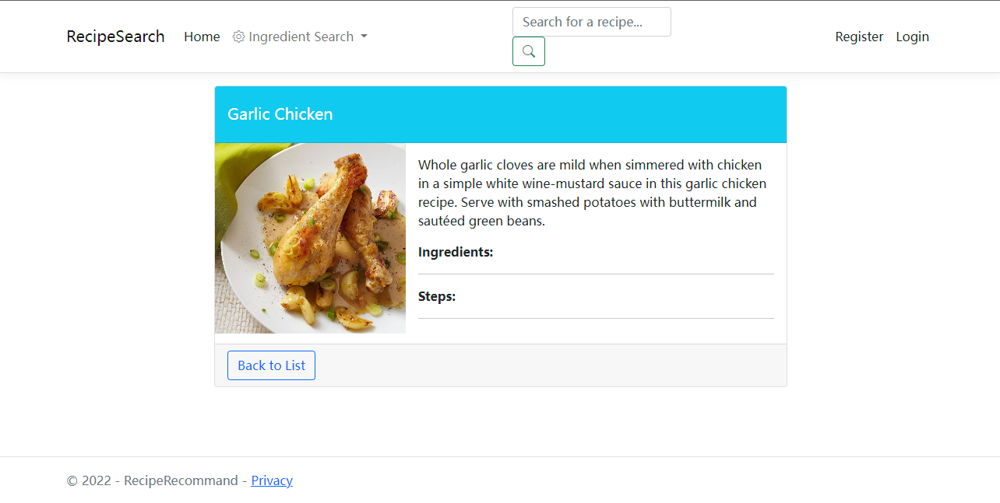 RecipeSearch Home Ingredient Search Search for a recipe... Register Login
Garlic Chicken
Whole garlic cloves are mild when simmered with chicken
in a simple white wine-mustard sauce in this garlic chicken
recipe. Serve with smashed potatoes with buttermilk and
sautéed green beans.
Ingredients:
Steps:
Back to List
© 2022 - RecipeRecommand - Privacy